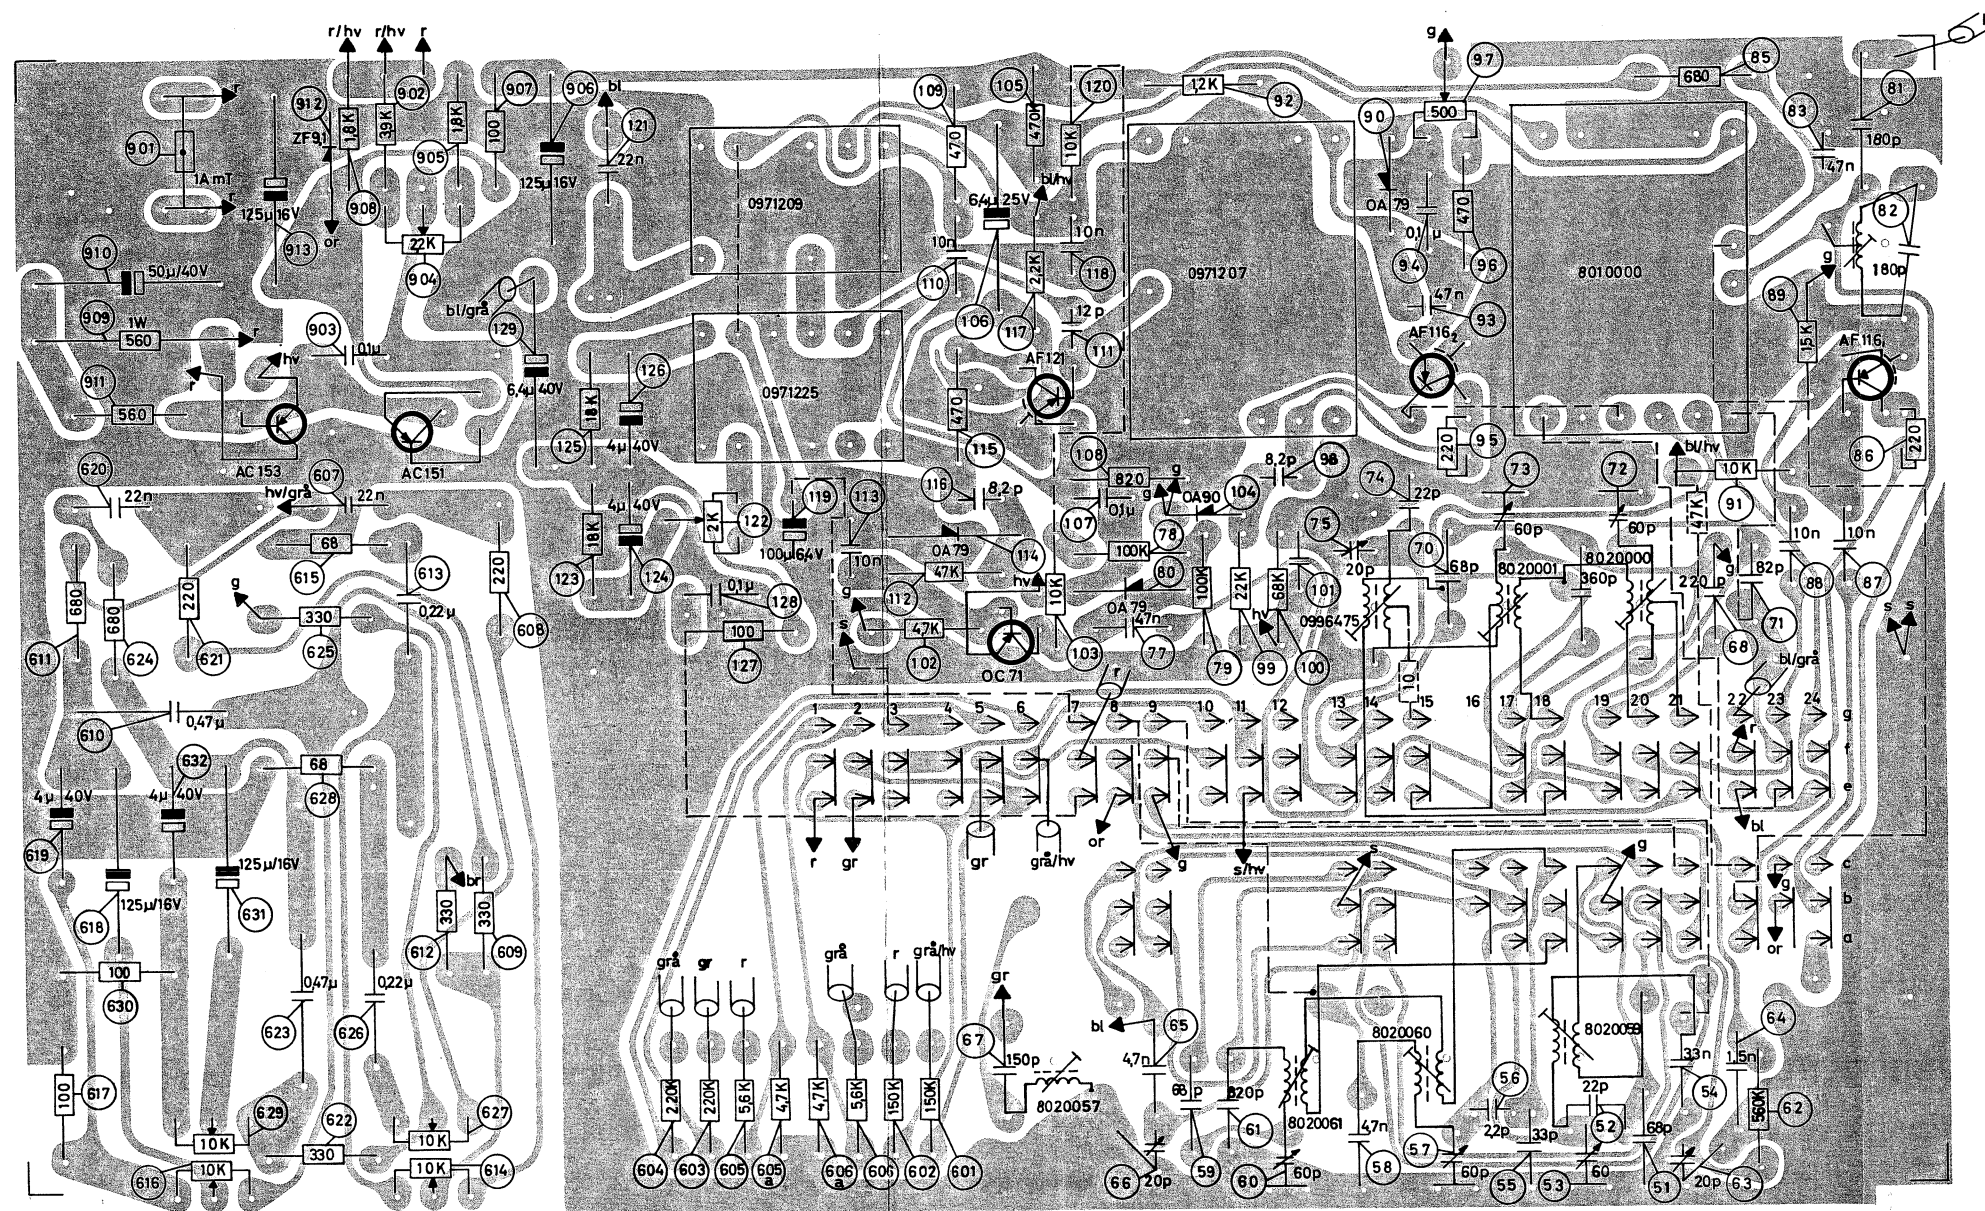 r/hv r/hv r
g
912 902 907 906 bl
109 105 120 92 97 85 81
1,8K 39K 1,8K 100
470 470K 10K 1,2K 500 680
901 ZF9,1 905 121 90 83
180p
1A mT 125µ16V 22n 47n
r
r
125µ16V 908 or 913
0971209
6,4µ 25V bl/hv
OA79 470 0,1µ 82
22K 904
10n 10n 94 96
910 50µ/40V
110 2,2K 118 0971207 8010000 180p
g
bl/grå 129 47n 93 89
909 1W 560 r 903 0,1µ
106 117 12p 111
hv r
AF121 AF116₂ 15K AF116₁
911 560 6,4µ 40V 126
0971225
18K 4µ 40V 125 470 115
220 95 220 86
AC153 AC151
108 820 g 8,2p 98 74 73 72 bl/hv 10K 91
620 22n 607 hv/grå 22n
4µ 40V 119 113 116 8,2p g OA90 104 22p
18K 2K 122 107 0,1µ 78 75 60p 60p 47K
123 124 100µ6,4V 10n OA79 114 100K 70 10n 10n
68 615 613 220
20p 68p 8020001 8020000 g
680 680 220 g 330 0,22µ
0,1µ 128 47K 112 hv 10K 80 100K 22K 68K 101 360p 220p 82p 88 87
611 624 621 625 608
g s 100 127 4,7K 102 OA79 47n 0996475 s s
OC71 103 77 79 99 hv 100 68 71 bl/grå
r 10
610 0,47µ
1 2 3 4 5 6 7 8 9 10 11 12 13 14 15 16 17 18 19 20 21 22 23 24 g
r
f
632 68 628
4µ 40V 4µ 40V
e
619 r gr gr grå/hv or g s/hv s g bl
125µ/16V
c
br g
125µ/16V 618 631 330 330
b
612 609 or
a
grå gr r grå r grå/hv gr
100 630 0,47µ 0,22µ
623 626
bl 65 64
67 150p 4,7n 8020060 8020059
33n 1,5n
100 617 220K 220K 5,6K 4,7K 4,7K 5,6K 150K 150K
8020057 68p 820p 56 22p 54 560K 62
629 622 627
8020061 61 47n 57 2,2p 33p 52 68p
10K 330 10K
616 10K 10K 614
604 603 605 605a 606a 606 602 601
66 20p 59 60 60p 58 60p 55 53 60 51 20p 63